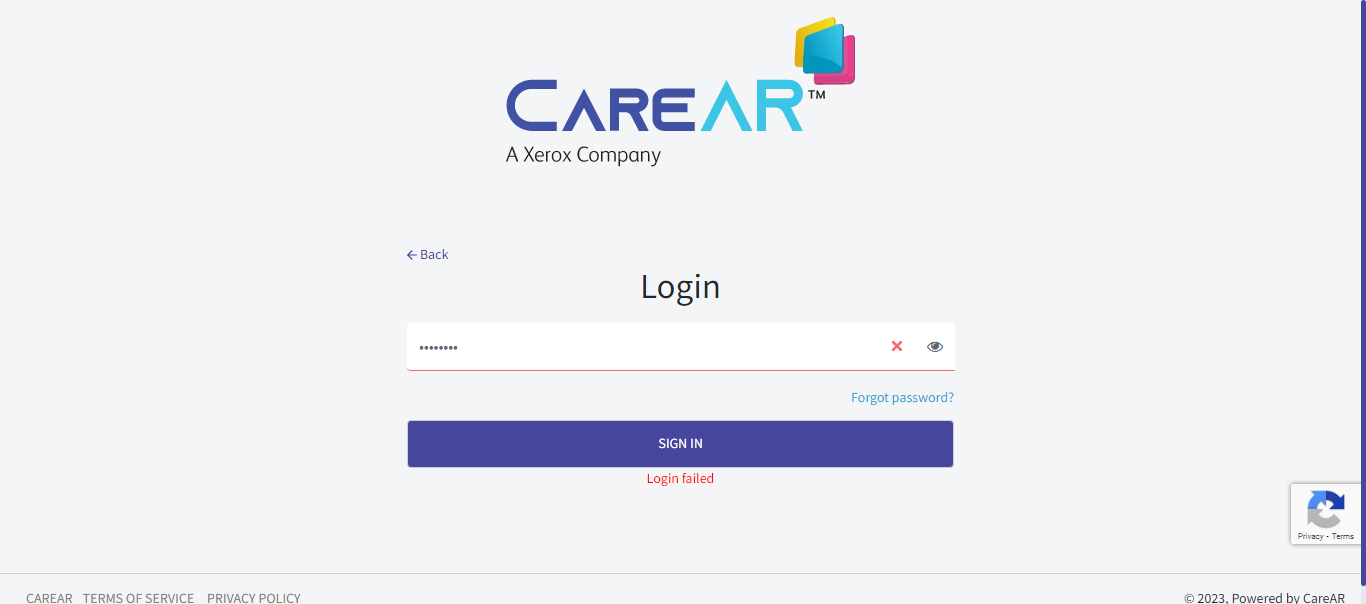 CAREAR™
A Xerox Company
← Back
Login
••••••••
Forgot password?
SIGN IN
Login failed
Privacy - Terms
CAREAR TERMS OF SERVICE PRIVACY POLICY
© 2023, Powered by CareAR